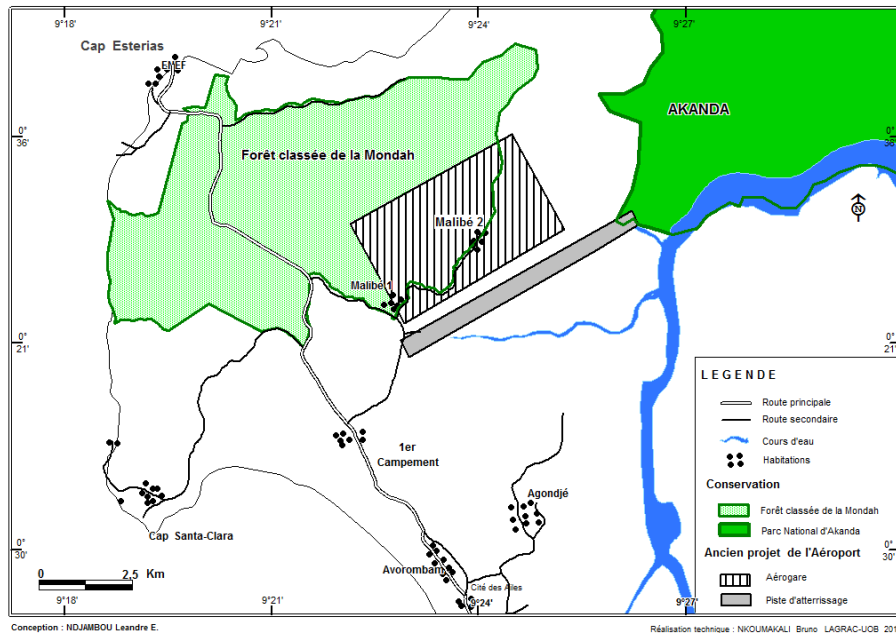 9°18' 9°21' 9°24' 9°27'
Cap Esterias
ENEF
AKANDA
0°
36'
0°
36'
Forêt classée de la Mondah
N
Malibé 2
Malibé 1
0°
21'
0°
21'
LEGENDE
Route principale
Route secondaire
Cours d'eau
Habitations
1er
Campement
Conservation
Agondjé
Forêt classée de la Mondah
Parc National d'Akanda
Cap Santa-Clara
Ancien projet de l'Aéroport
0°
30'
0°
30'
Avorombam
Aérogare
0 2,5 Km
Cité des Ailes
Piste d'atterrissage
9°18' 9°21' 9°24' 9°27'
Conception : NDJAMBOU Leandre E.
Réalisation technique : NKOUMAKALI Bruno LAGRAC-UOB